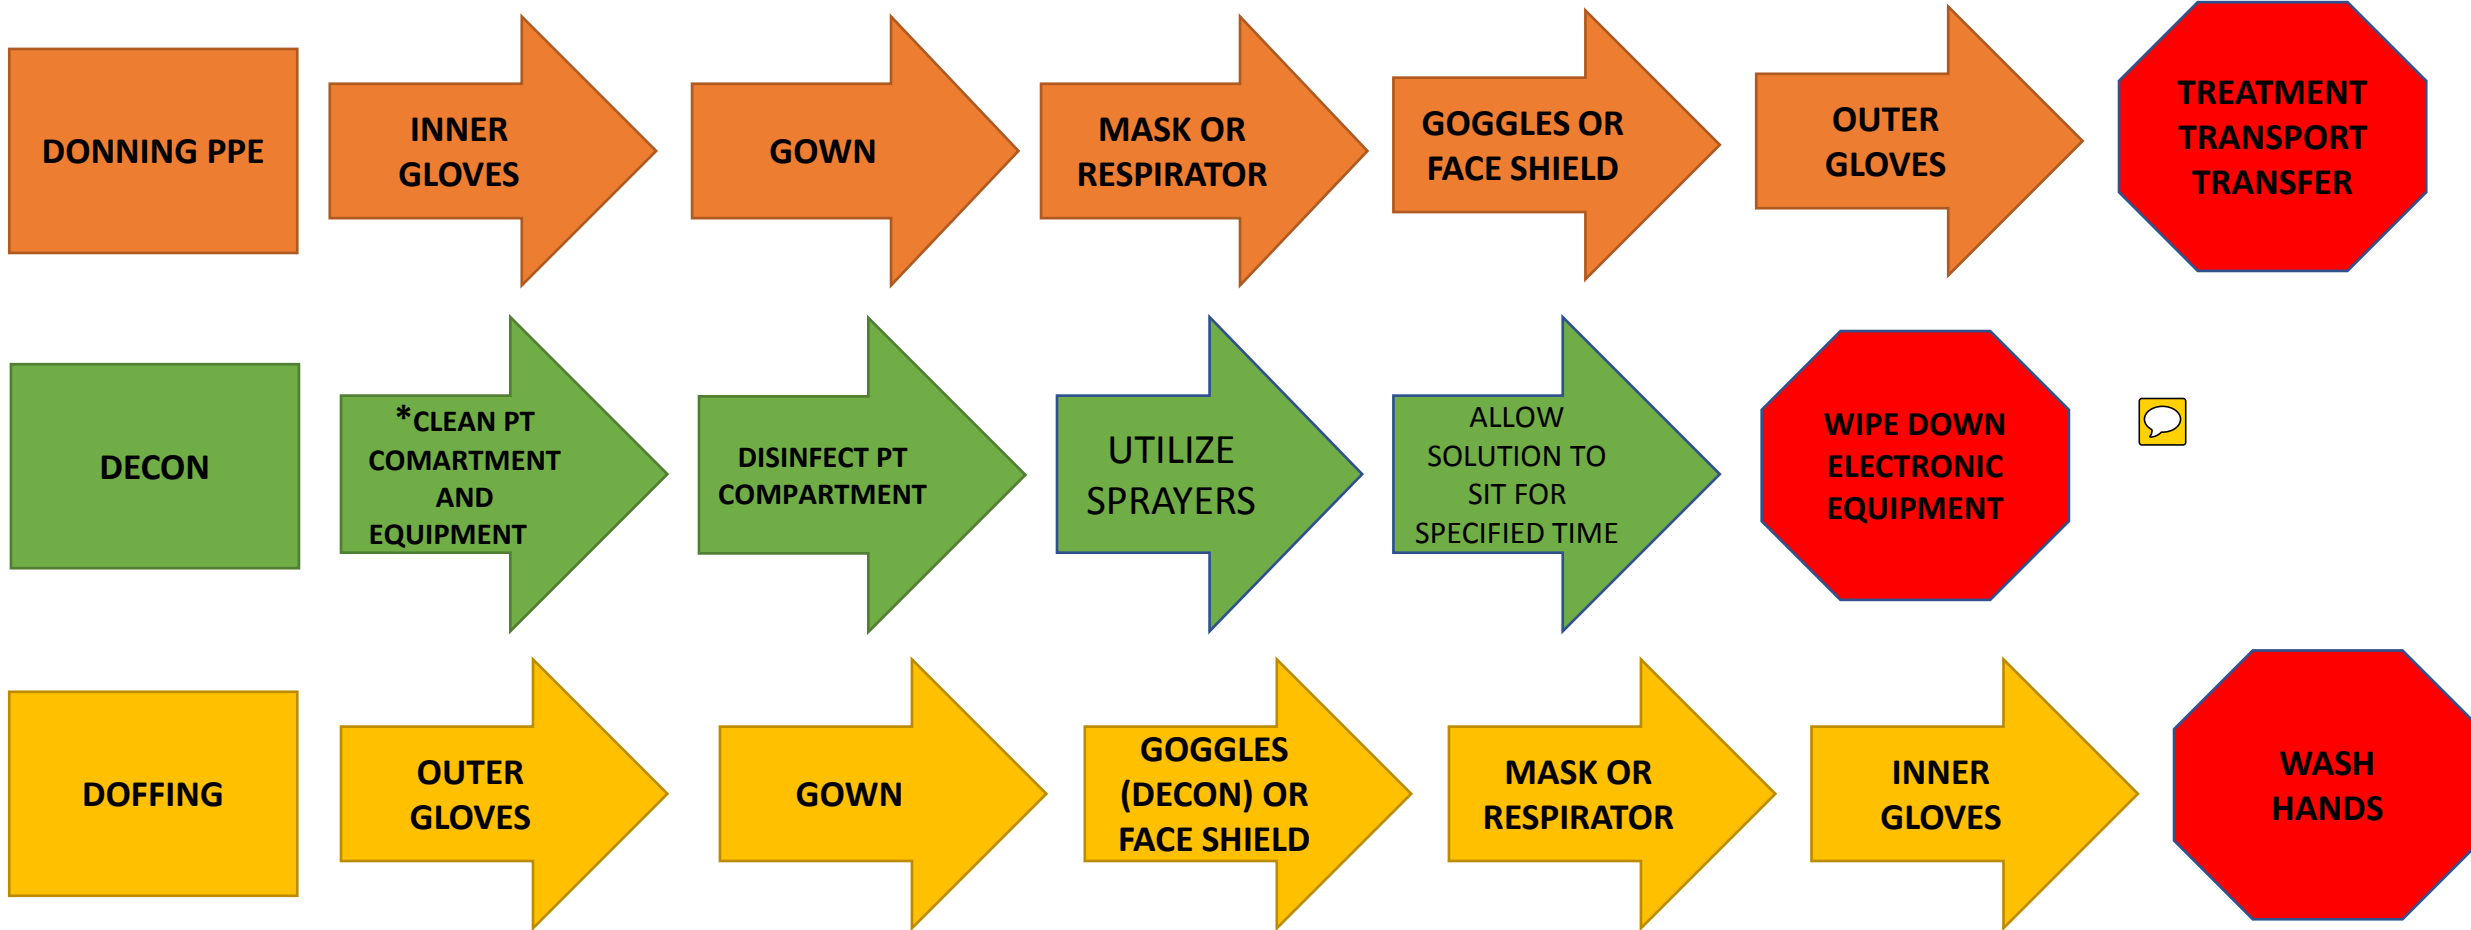 DONNING PPE
INNER
GLOVES
GOWN
MASK OR
RESPIRATOR
GOGGLES OR
FACE SHIELD
OUTER
GLOVES
TREATMENT
TRANSPORT
TRANSFER
DECON
*CLEAN PT
COMARTMENT
AND
EQUIPMENT
DISINFECT PT
COMPARTMENT
UTILIZE
SPRAYERS
ALLOW
SOLUTION TO
SIT FOR
SPECIFIED TIME
WIPE DOWN
ELECTRONIC
EQUIPMENT
DOFFING
OUTER
GLOVES
GOWN
GOGGLES
(DECON) OR
FACE SHIELD
MASK OR
RESPIRATOR
INNER
GLOVES
WASH
HANDS